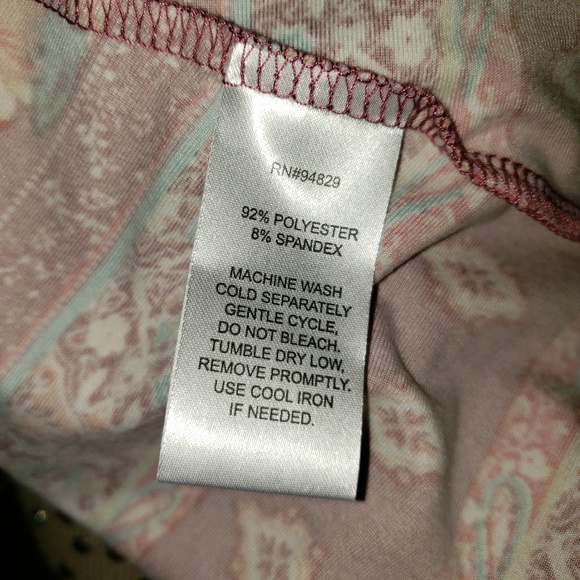 RN#94829
92% POLYESTER
8% SPANDEX
MACHINE WASH
COLD SEPARATELY
GENTLE CYCLE,
DO NOT BLEACH,
TUMBLE DRY LOW,
REMOVE PROMPTLY.
USE COOL IRON
IF NEEDED.